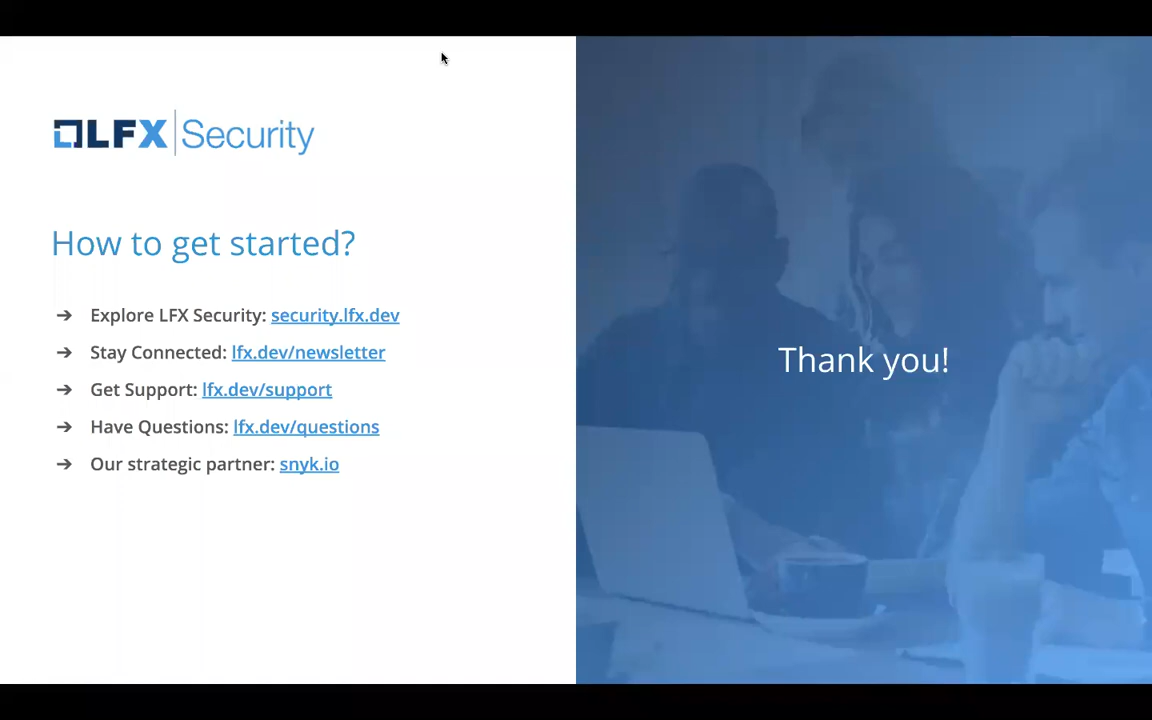 LFX Security
How to get started?
➔ Explore LFX Security: security.lfx.dev
➔ Stay Connected: lfx.dev/newsletter
➔ Get Support: lfx.dev/support
➔ Have Questions: lfx.dev/questions
➔ Our strategic partner: snyk.io
Thank you!